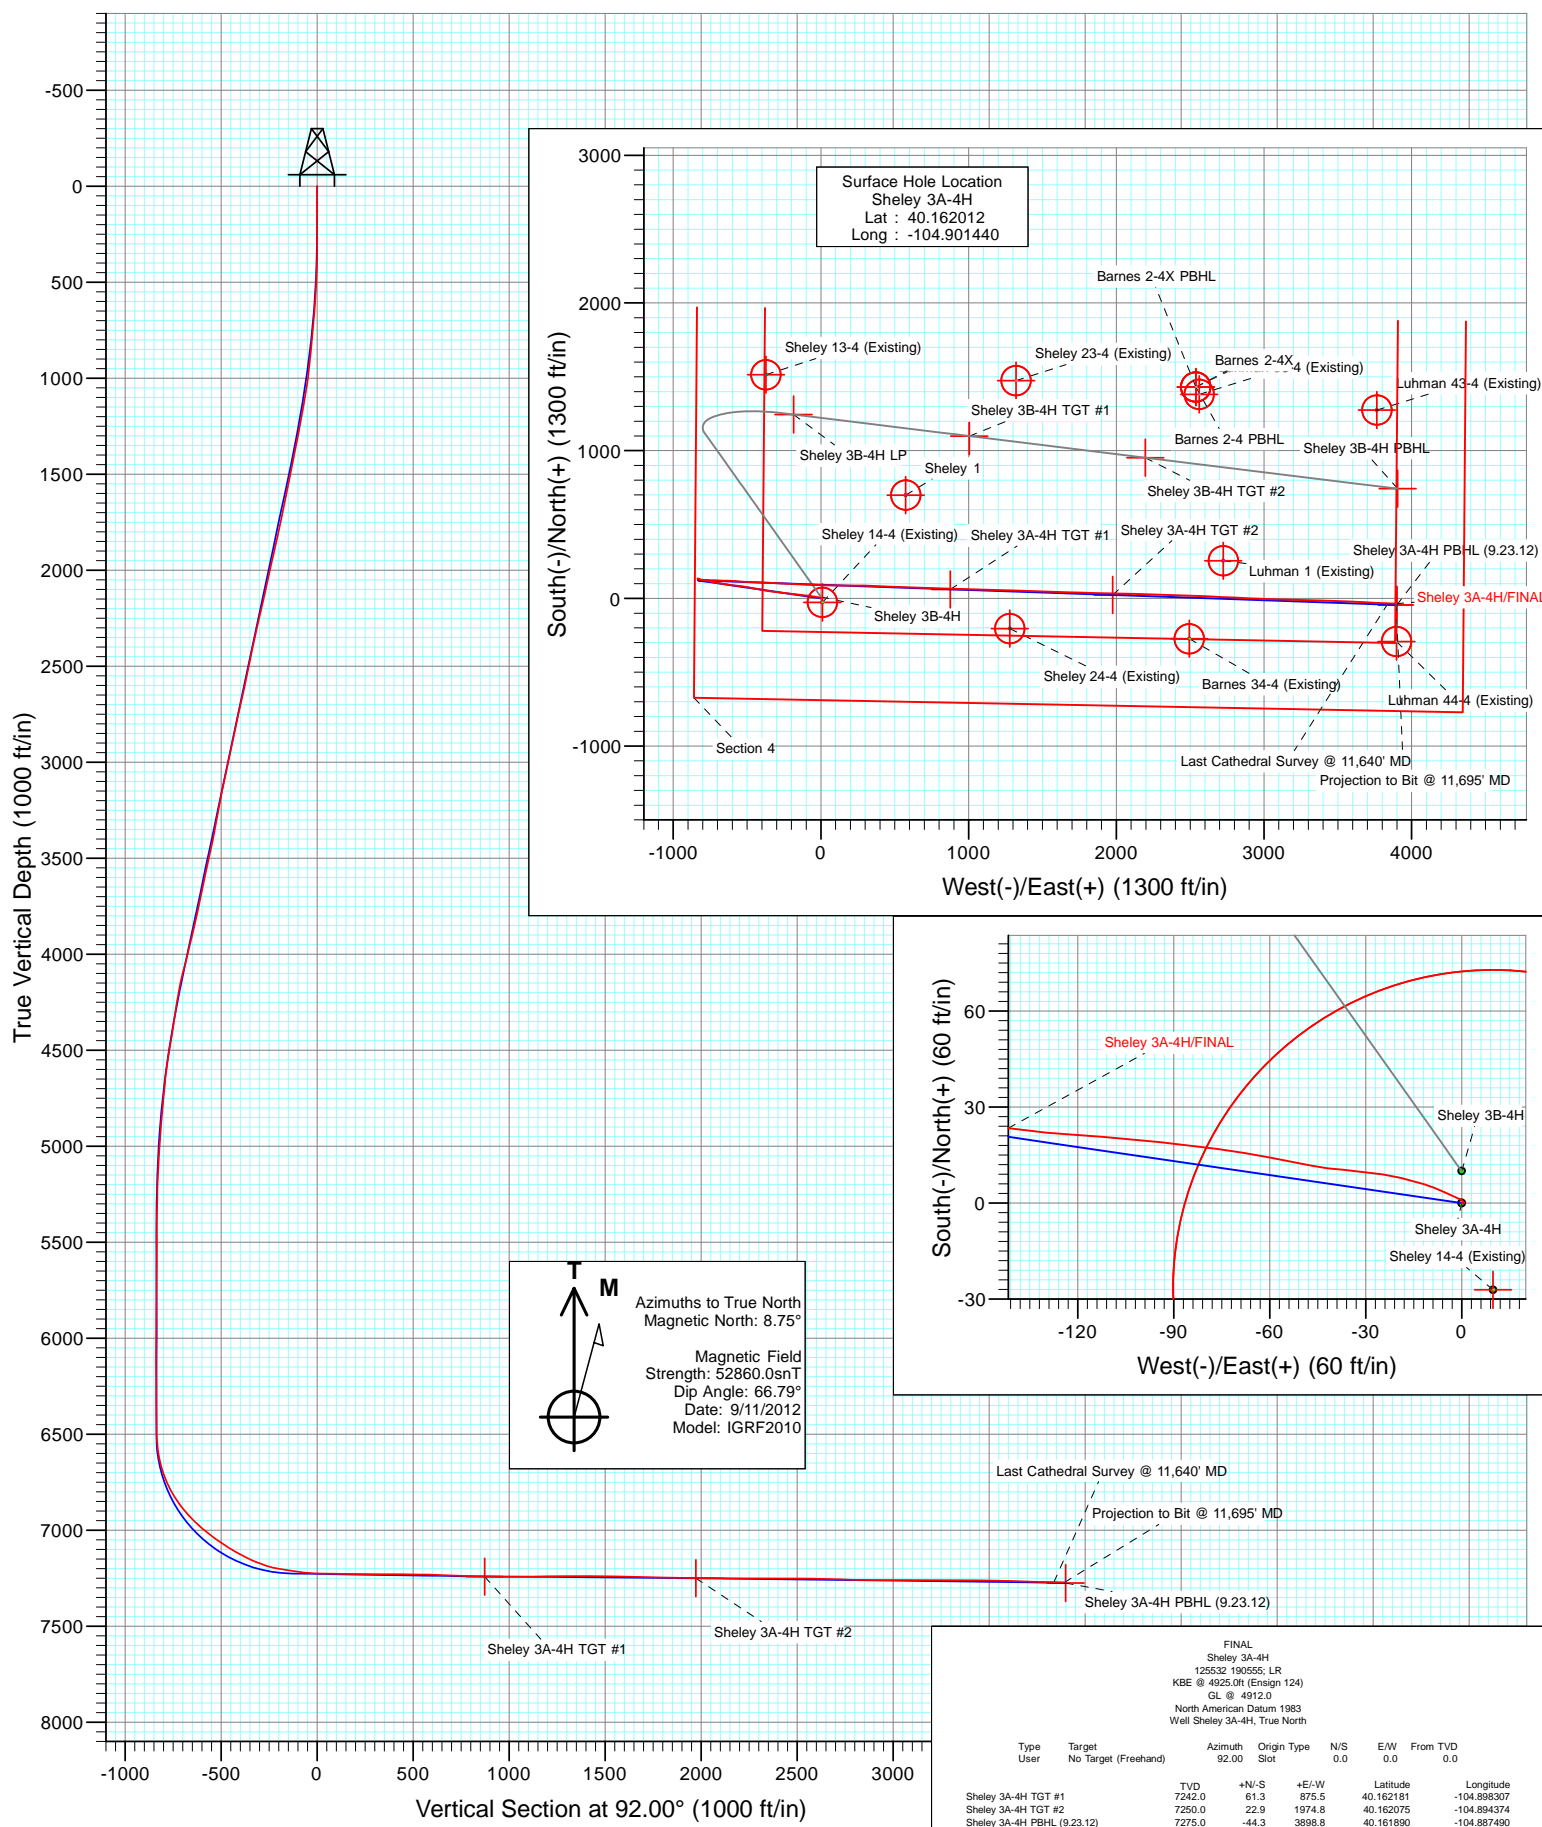 -500
0
500
1000
1500
2000
2500
3000
3500
4000
4500
5000
5500
6000
6500
7000
7500
8000
True Vertical Depth (1000 ft/in)
-1000
-500
0
500
1000
1500
2000
2500
3000
Vertical Section at 92.00° (1000 ft/in)
3000
2000
1000
0
-1000
South(-)/North(+) (1300 ft/in)
-1000
0
1000
2000
3000
4000
West(-)/East(+) (1300 ft/in)
Surface Hole Location
Sheley 3A-4H
Lat : 40.162012
Long : -104.901440
Barnes 2-4X PBHL
Sheley 13-4 (Existing)
Sheley 23-4 (Existing)
Barnes 2-4X
-4 (Existing)
Luhman 43-4 (Existing)
Sheley 3B-4H TGT #1
Barnes 2-4 PBHL
Sheley 3B-4H PBHL
Sheley 3B-4H LP
Sheley 1
Sheley 3B-4H TGT #2
Sheley 14-4 (Existing)
Sheley 3A-4H TGT #1
Sheley 3A-4H TGT #2
Sheley 3A-4H PBHL (9.23.12)
Luhman 1 (Existing)
Sheley 3A-4H/FINAL
Sheley 3B-4H
Sheley 24-4 (Existing)
Barnes 34-4 (Existing)
Luhman 44-4 (Existing)
Section 4
Last Cathedral Survey @ 11,640' MD
Projection to Bit @ 11,695' MD
60
30
0
-30
South(-)/North(+) (60 ft/in)
-120
-90
-60
-30
0
West(-)/East(+) (60 ft/in)
Sheley 3A-4H/FINAL
Sheley 3B-4H
Sheley 3A-4H
Sheley 14-4 (Existing)
T
M
Azimuths to True North
Magnetic North: 8.75°
Magnetic Field
Strength: 52860.0snT
Dip Angle: 66.79°
Date: 9/11/2012
Model: IGRF2010
Last Cathedral Survey @ 11,640' MD
Projection to Bit @ 11,695' MD
Sheley 3A-4H PBHL (9.23.12)
Sheley 3A-4H TGT #1
Sheley 3A-4H TGT #2
FINAL
Sheley 3A-4H
125532 190555; LR
KBE @ 4925.0ft (Ensign 124)
GL @ 4912.0
North American Datum 1983
Well Sheley 3A-4H, True North
Type Target Azimuth Origin Type N/S E/W From TVD
User No Target (Freehand) 92.00 Slot 0.0 0.0 0.0
TVD +N/-S +E/-W Latitude Longitude
Sheley 3A-4H TGT #1 7242.0 61.3 875.5 40.162181 -104.898307
Sheley 3A-4H TGT #2 7250.0 22.9 1974.8 40.162075 -104.894374
Sheley 3A-4H PBHL (9.23.12) 7275.0 -44.3 3898.8 40.161890 -104.887490